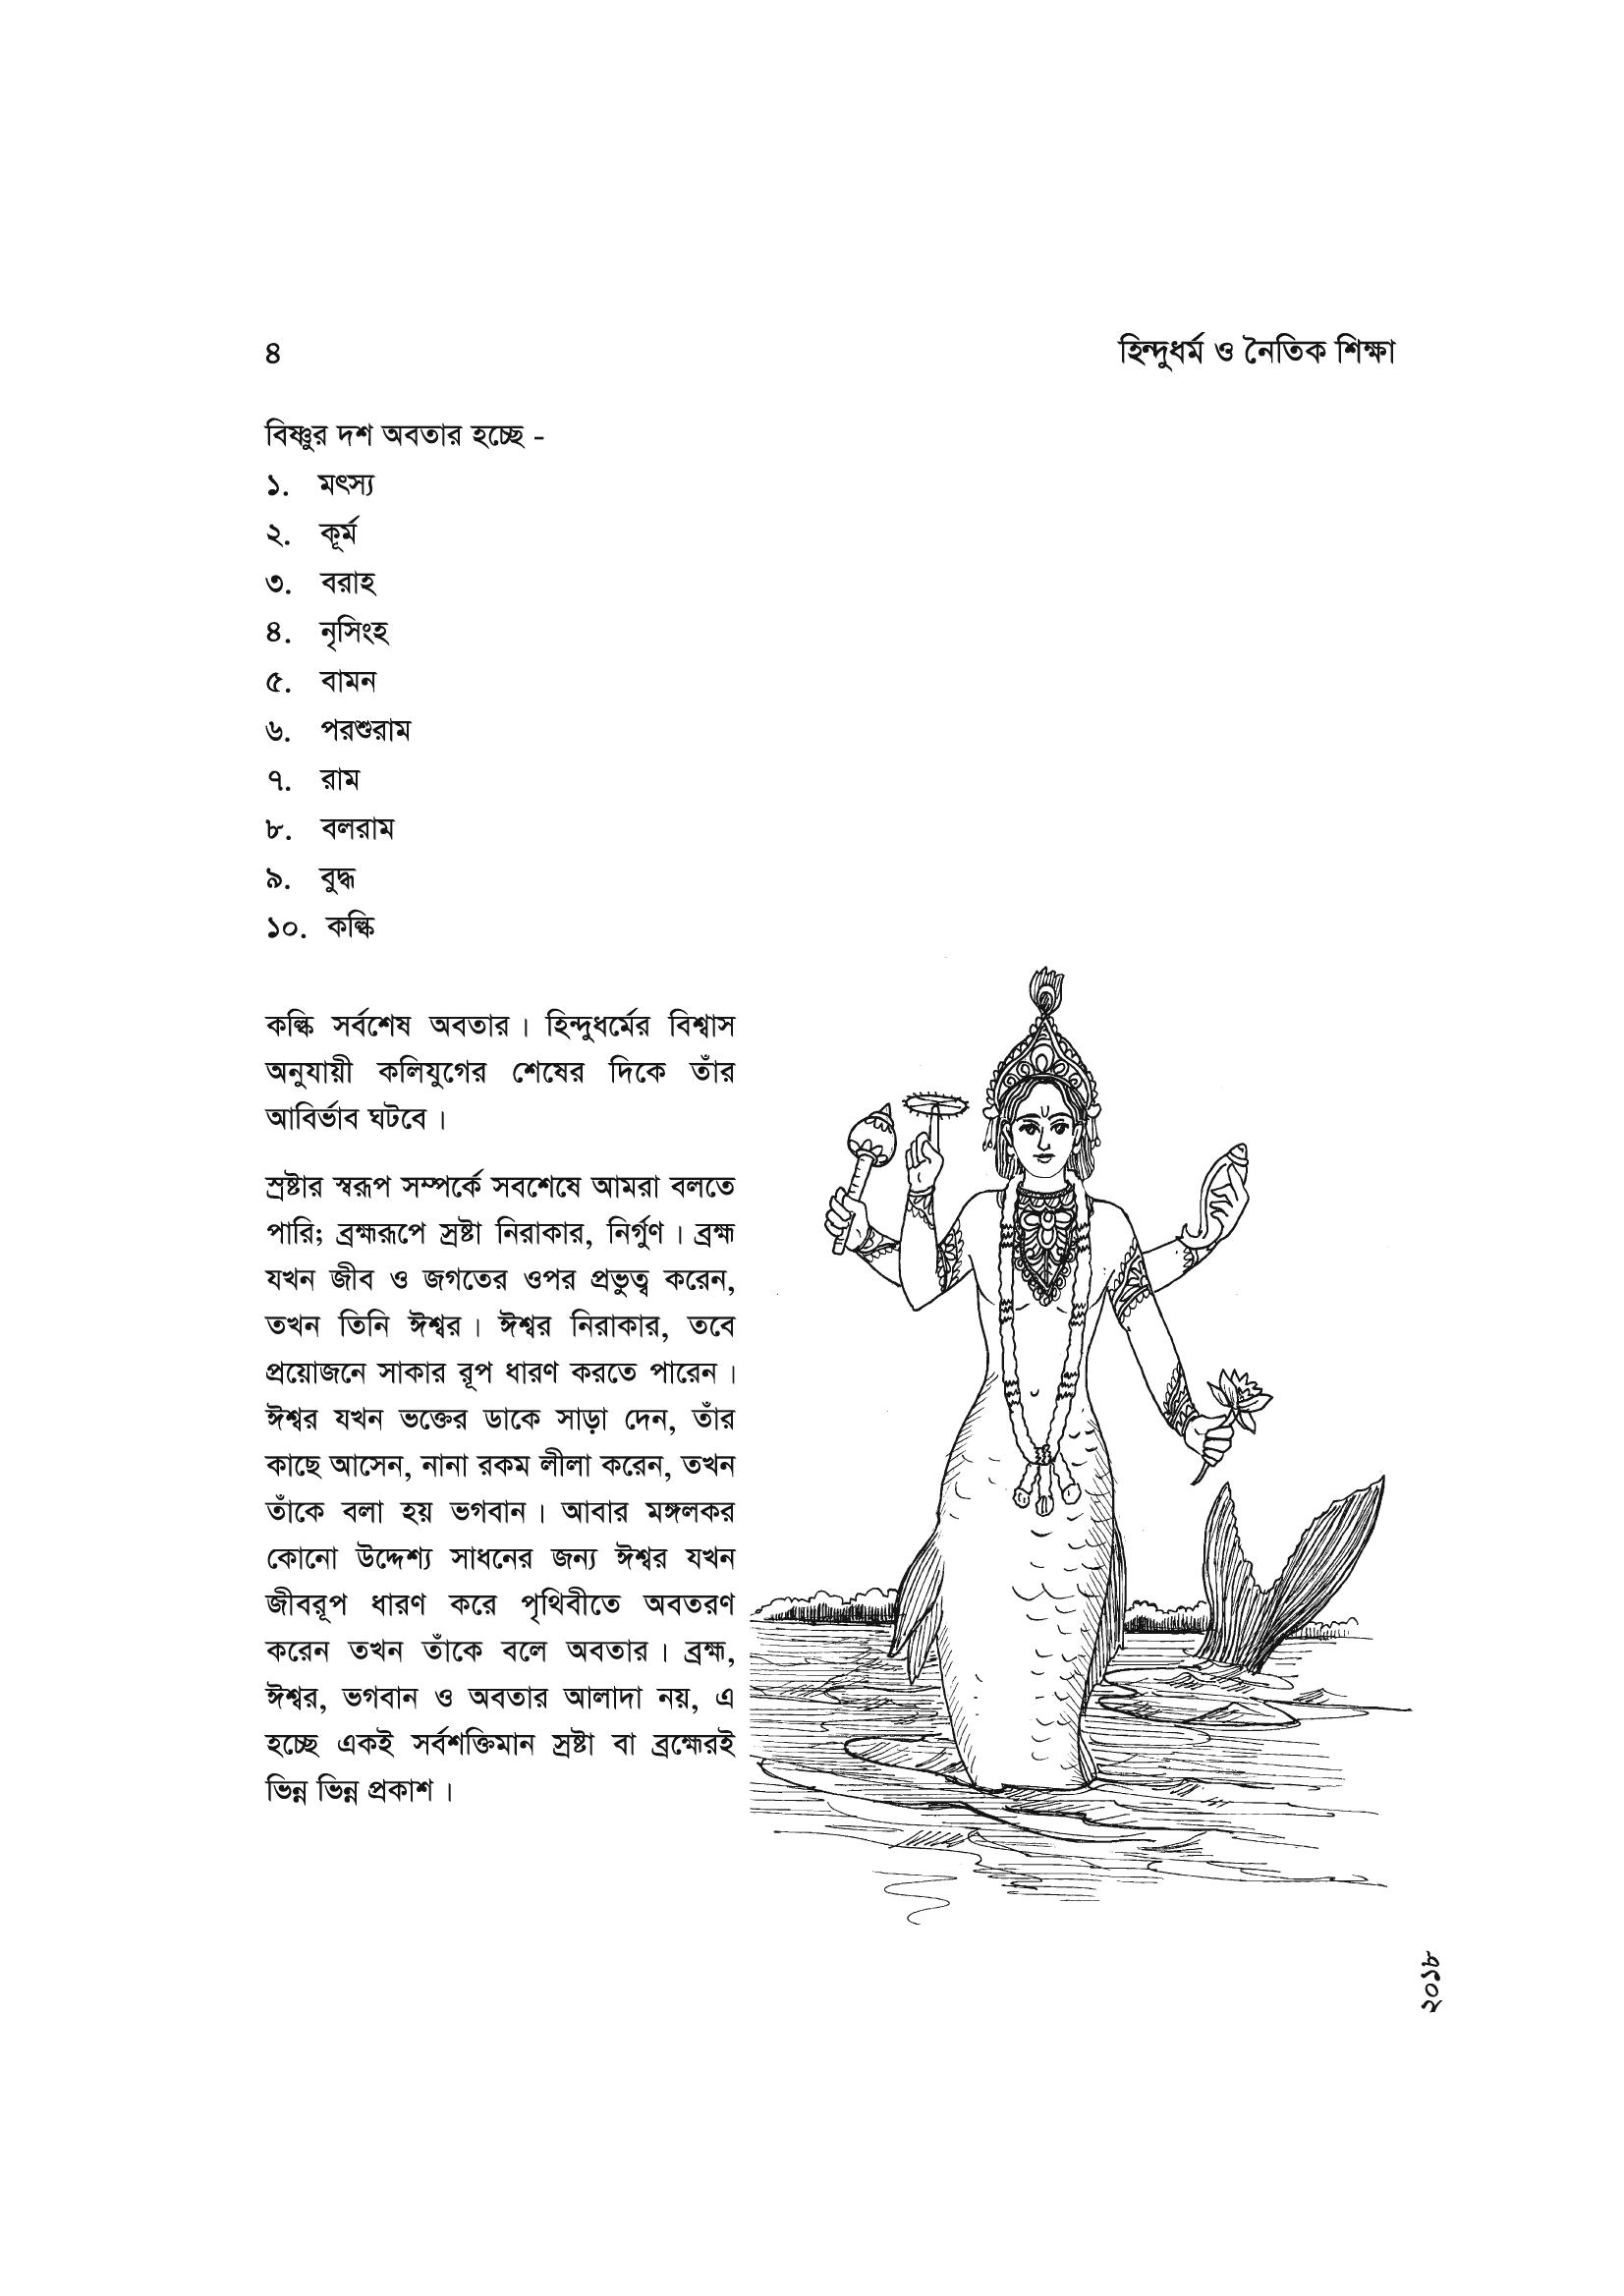 ৪ হিন্দুধর্ম ও নৈতিক শিক্ষা
বিষ্ণুর দশ অবতার হচ্ছে -
১. মৎস্য
২. কূর্ম
৩. বরাহ
৪. নৃসিংহ
৫. বামন
৬. পরশুরাম
৭. রাম
৮. বলরাম
৯. বুদ্ধ
১০. কল্কি
কল্কি সর্বশেষ অবতার। হিন্দুধর্মের বিশ্বাস
অনুযায়ী কলিযুগের শেষের দিকে তাঁর
আবির্ভাব ঘটবে।
স্রষ্টার স্বরূপ সম্পর্কে সবশেষে আমরা বলতে
পারি; ব্রহ্মরূপে স্রষ্টা নিরাকার, নির্গুণ। ব্রহ্ম
যখন জীব ও জগতের ওপর প্রভুত্ব করেন,
তখন তিনি ঈশ্বর। ঈশ্বর নিরাকার, তবে
প্রয়োজনে সাকার রূপ ধারণ করতে পারেন।
ঈশ্বর যখন ভক্তের ডাকে সাড়া দেন, তাঁর
কাছে আসেন, নানা রকম লীলা করেন, তখন
তাঁকে বলা হয় ভগবান। আবার মঙ্গলকর
কোনো উদ্দেশ্য সাধনের জন্য ঈশ্বর যখন
জীবরূপ ধারণ করে পৃথিবীতে অবতরণ
করেন তখন তাঁকে বলে অবতার। ব্রহ্ম,
ঈশ্বর, ভগবান ও অবতার আলাদা নয়, এ
হচ্ছে একই সর্বশক্তিমান স্রষ্টা বা ব্রহ্মেরই
ভিন্ন ভিন্ন প্রকাশ।
২০১৮